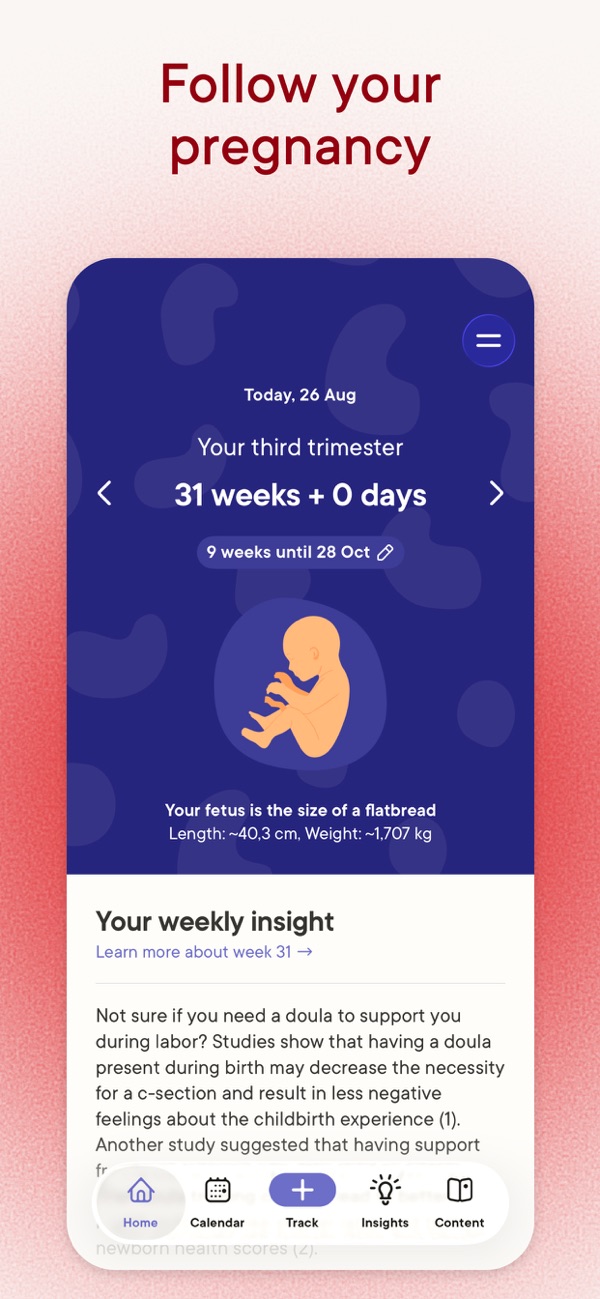 Follow your
pregnancy
Today, 26 Aug
Your third trimester
31 weeks + 0 days
9 weeks until 28 Oct
Your fetus is the size of a flatbread
Length: ~40,3 cm, Weight: ~1,707 kg
Your weekly insight
Learn more about week 31 →
Not sure if you need a doula to support you
during labor? Studies show that having a doula
present during birth may decrease the necessity
for a c-section and result in less negative
feelings about the childbirth experience (1).
Another study suggested that having support
Home
Calendar
Track
Insights
Content
newborn health scores (2).